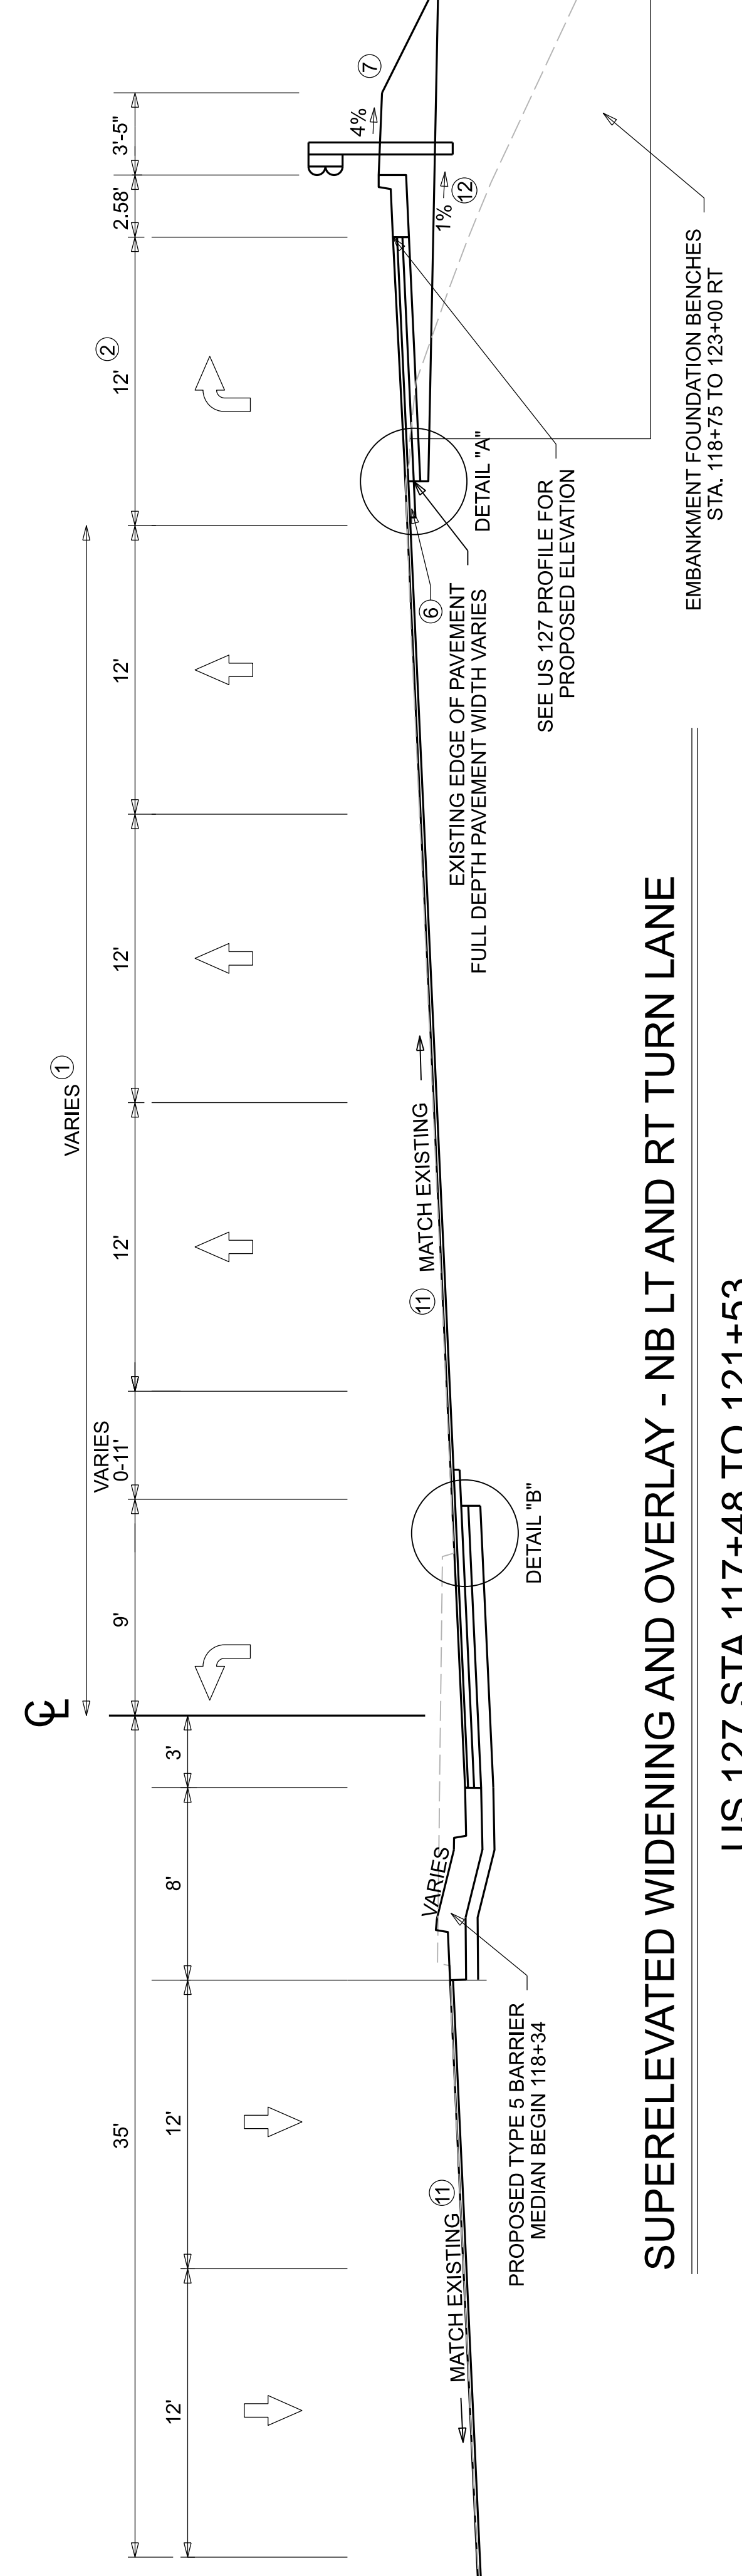 CL
35'
VARIES ①
12'
12'
8'
3'
9'
VARIES
0-11'
12'
12'
12'
12' ②
2.58'
3'-5"
MATCH EXISTING ⑪
VARIES
⑪ MATCH EXISTING
4%
⑦
1%
⑫
⑥
DETAIL "B"
DETAIL "A"
PROPOSED TYPE 5 BARRIER
MEDIAN BEGIN 118+34
EXISTING EDGE OF PAVEMENT
FULL DEPTH PAVEMENT WIDTH VARIES
SEE US 127 PROFILE FOR
PROPOSED ELEVATION
EMBANKMENT FOUNDATION BENCHES
STA. 118+75 TO 123+00 RT
SUPERELEVATED WIDENING AND OVERLAY - NB LT AND RT TURN LANE
US 127 STA 117+48 TO 121+53